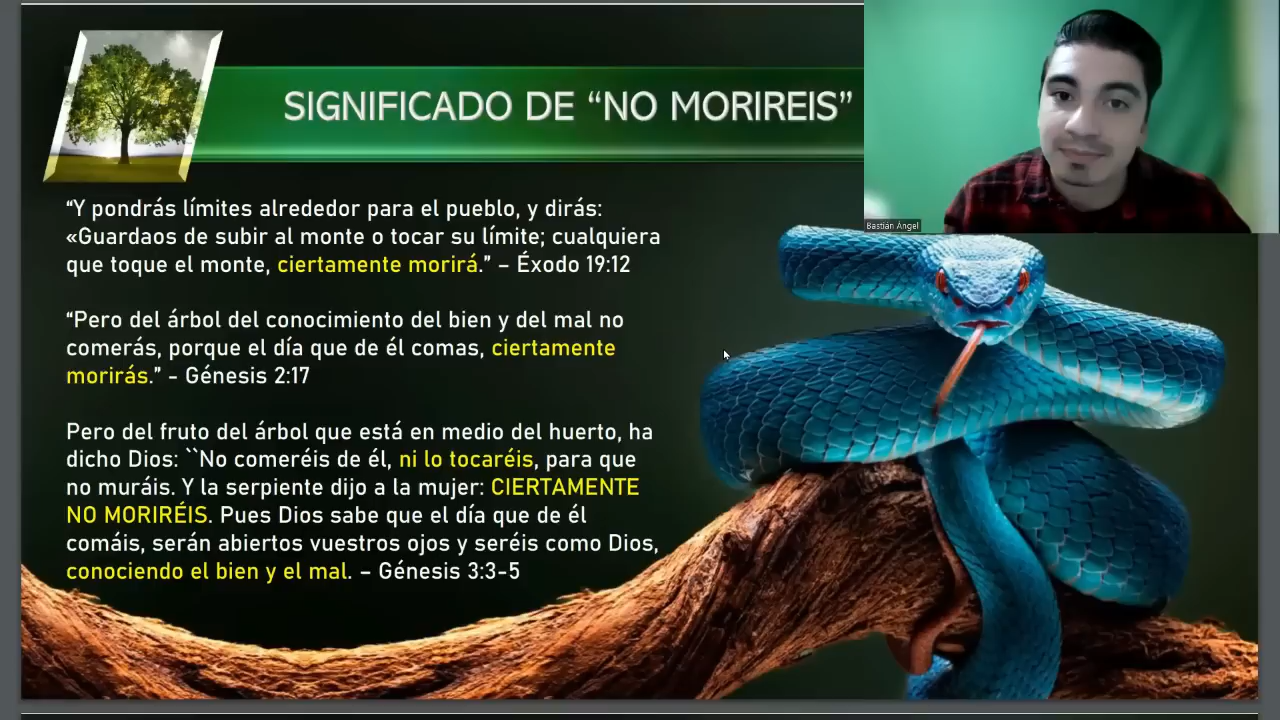 SIGNIFICADO DE “NO MORIREIS”
Bastián Ángel
“Y pondrás límites alrededor para el pueblo, y dirás:
«Guardaos de subir al monte o tocar su límite; cualquiera
que toque el monte, ciertamente morirá.” – Éxodo 19:12
“Pero del árbol del conocimiento del bien y del mal no
comerás, porque el día que de él comas, ciertamente
morirás.” - Génesis 2:17
Pero del fruto del árbol que está en medio del huerto, ha
dicho Dios: ``No comeréis de él, ni lo tocaréis, para que
no muráis. Y la serpiente dijo a la mujer: CIERTAMENTE
NO MORIRÉIS. Pues Dios sabe que el día que de él
comáis, serán abiertos vuestros ojos y seréis como Dios,
conociendo el bien y el mal. – Génesis 3:3-5